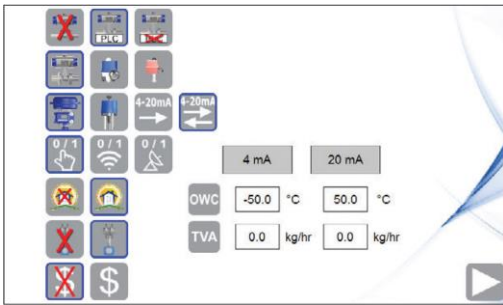 PLC
4-20mA 4-20mA
0 / 1 0 / 1 0 / 1
4 mA 20 mA
OWC -50.0 °C 50.0 °C
TVA 0.0 kg/hr 0.0 kg/hr
$ $